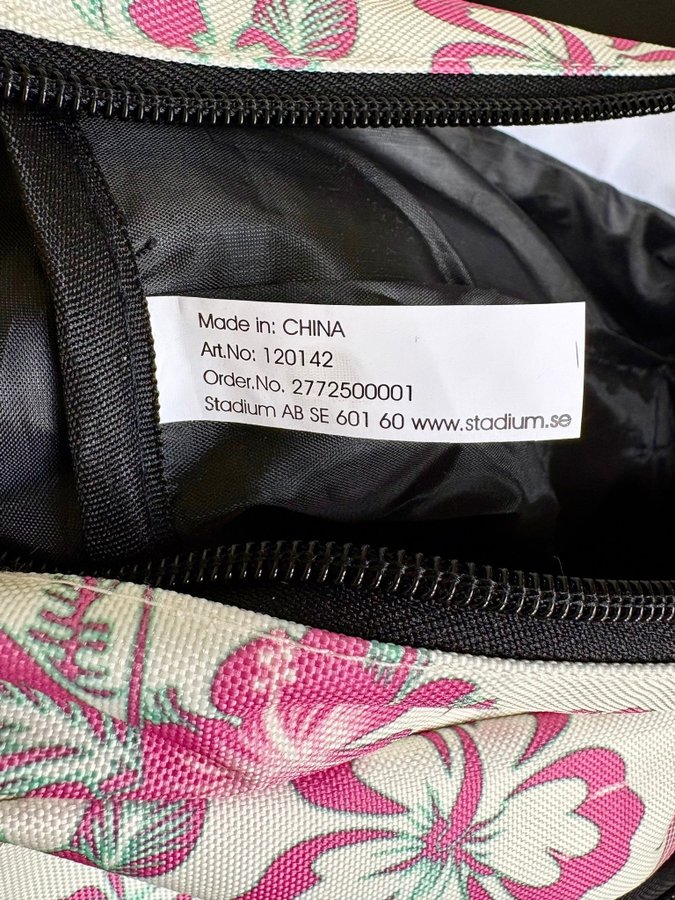 Made in: CHINA
Art.No: 120142
Order.No. 2772500001
Stadium AB SE 601 60 www.stadium.se